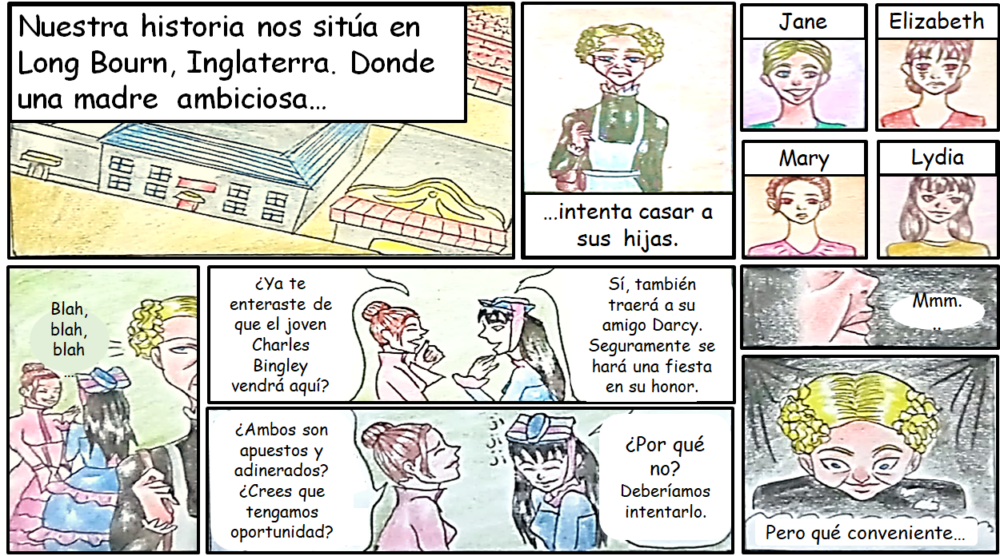 Nuestra historia nos sitúa en
Long Bourn, Inglaterra. Donde
una madre ambiciosa...
...intenta casar a
sus hijas.
Jane
Elizabeth
Mary
Lydia
Blah,
blah,
blah
...
¿Ya te
enteraste de
que el joven
Charles
Bingley
vendrá aquí?
Sí, también
traerá a su
amigo Darcy.
Seguramente se
hará una fiesta
en su honor.
¿Ambos son
apuestos y
adinerados?
¿Crees que
tengamos
oportunidad?
ji
ji
ji
¿Por qué
no?
Deberíamos
intentarlo.
Mmm.
..
Pero qué conveniente...